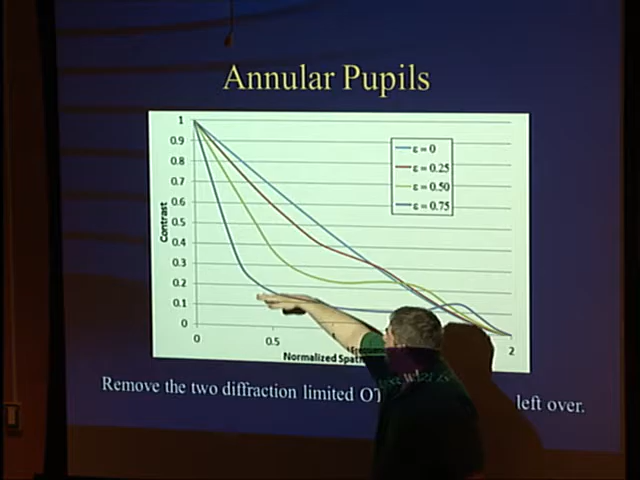 Annular Pupils
1
0.9
0.8
0.7
0.6
0.5
0.4
0.3
0.2
0.1
0
Contrast
ε = 0
ε = 0.25
ε = 0.50
ε = 0.75
0
0.5
2
Normalized
Remove the two diffraction limited
left over.